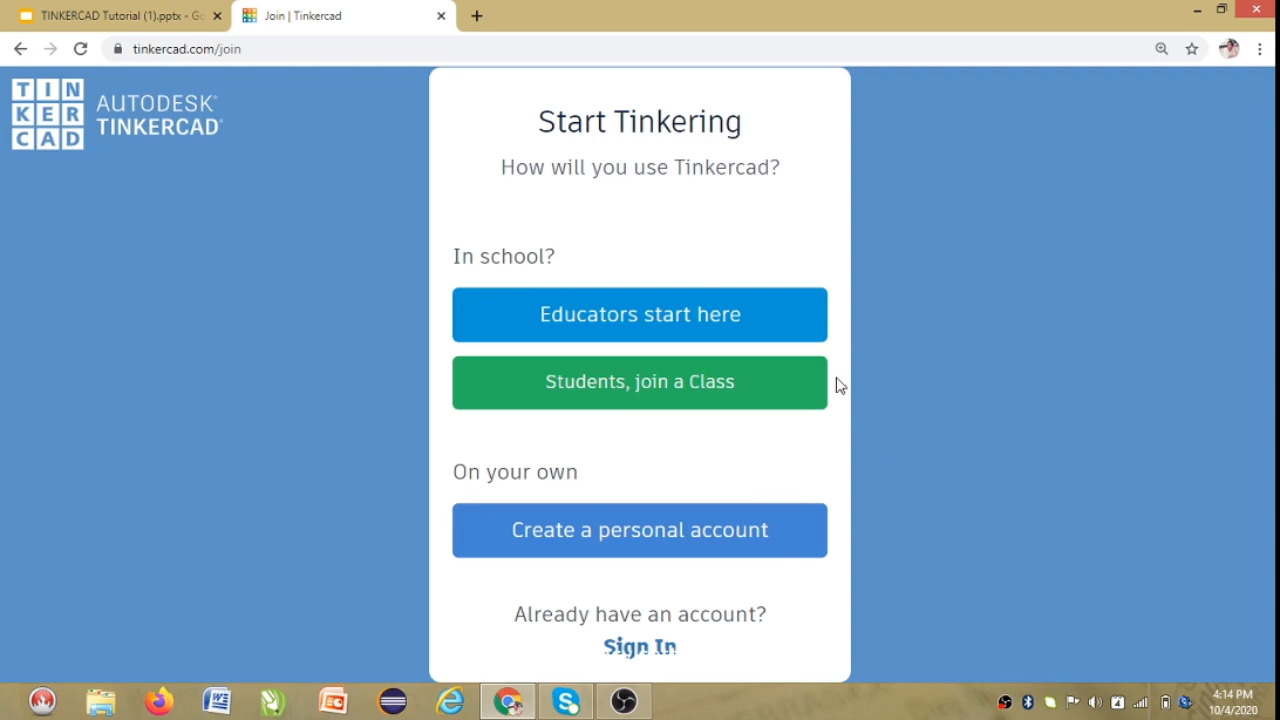 TINKERCAD Tutorial (1).pptx - Go
Join | Tinkercad
tinkercad.com/join
TIN
KER
CAD
AUTODESK®
TINKERCAD®
Start Tinkering
How will you use Tinkercad?
In school?
Educators start here
Students, join a Class
On your own
Create a personal account
Already have an account?
Sign In
4:14 PM
10/4/2020